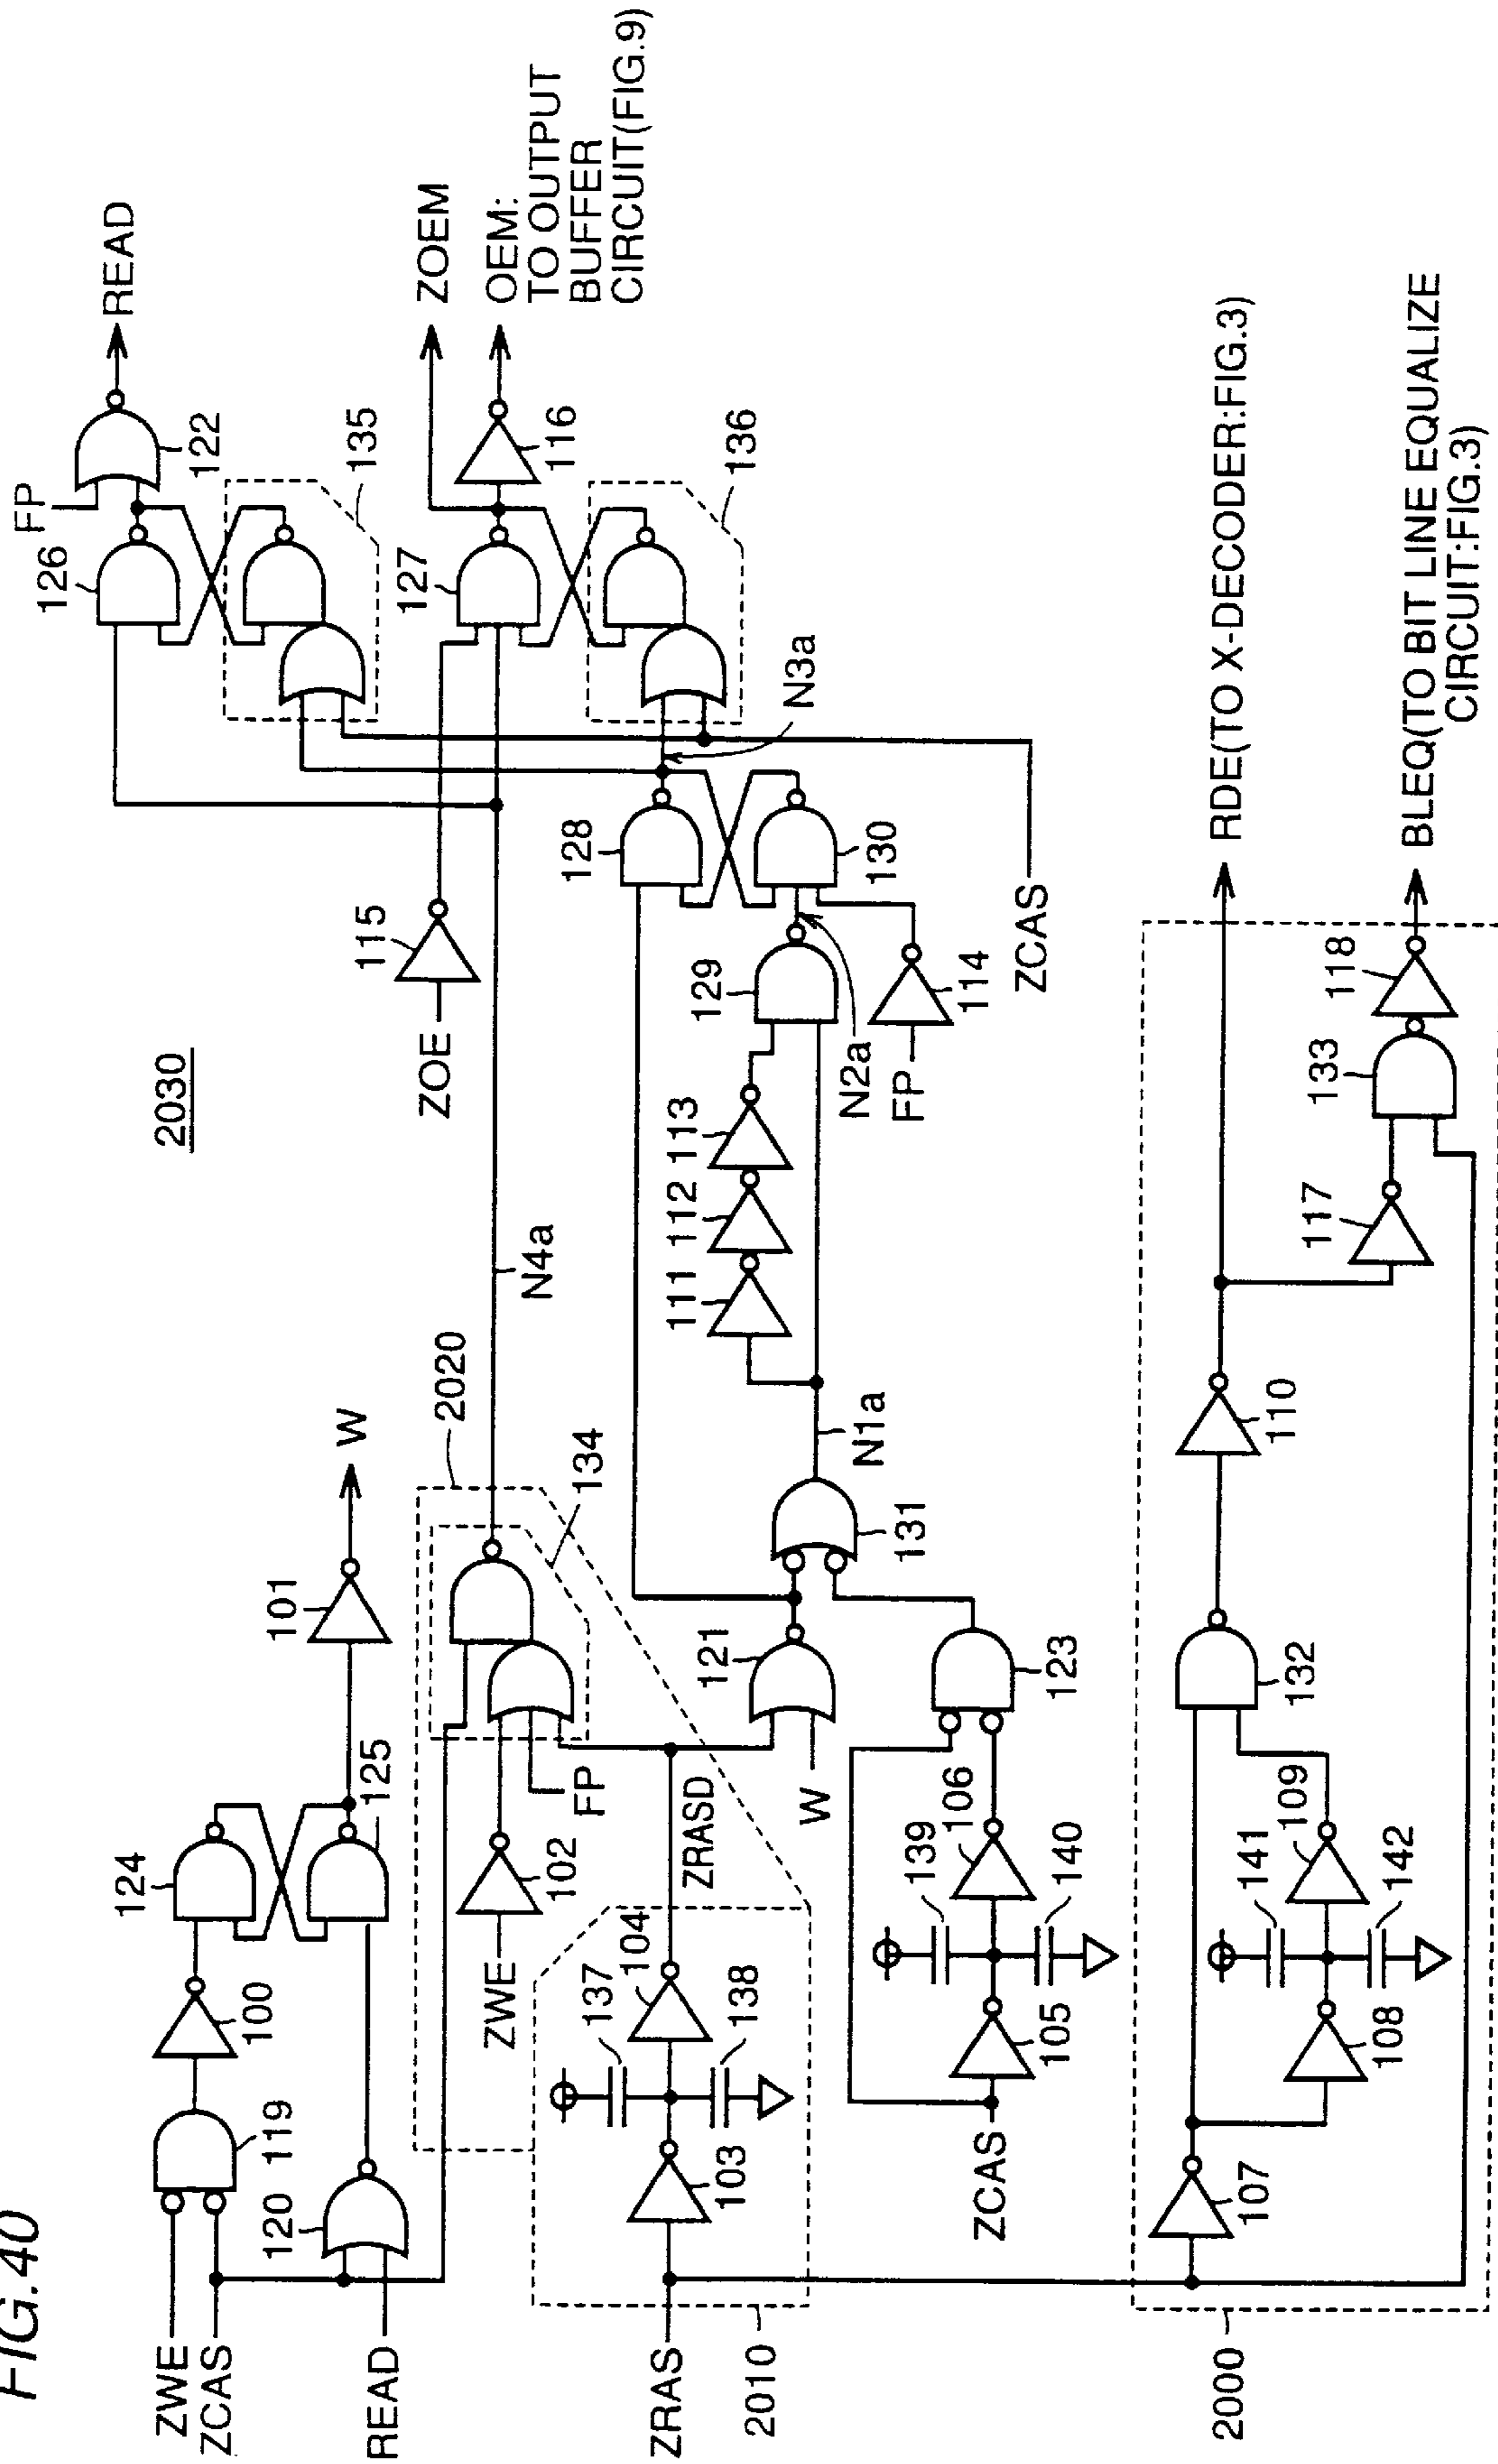 FIG.40
2030
ZWE
ZCAS
READ
119
120
100
124
125
101
W
2020
134
102
ZWE
FP
ZRAS
2010
103
137
138
104
ZRASD
W
121
N4a
ZOE
115
126
FP
122
READ
135
127
ZOEM
116
OEM:
TO OUTPUT
BUFFER
CIRCUIT(FIG.9)
136
N3a
128
130
129
N2a
FP
114
ZCAS
111
112
113
N1a
131
123
ZCAS
105
139
140
106
2000
107
108
141
142
109
132
110
117
133
118
RDE(TO X-DECODER:FIG.3)
BLEQ(TO BIT LINE EQUALIZE
CIRCUIT:FIG.3)